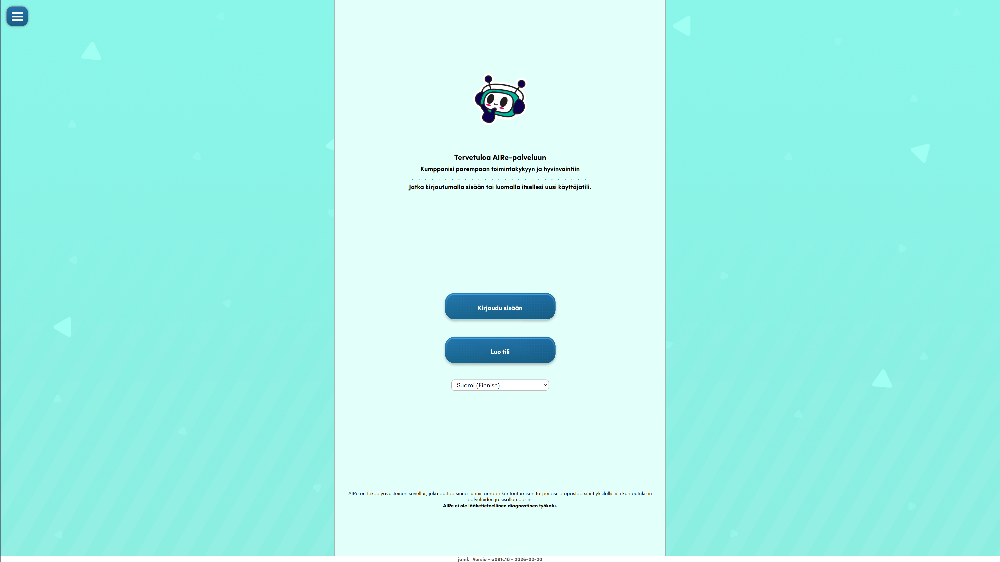 Tervetuloa AIRe-palveluun
Kumppanisi parempaan toimintakykyyn ja hyvinvointiin
Jatka kirjautumalla sisään tai luomalla itsellesi uusi käyttäjätili.
Kirjaudu sisään
Luo tili
Suomi (Finnish)
AIRe on tekoälyavusteinen sovellus, joka auttaa sinua tunnistamaan kuntoutumisen tarpeitasi ja opastaa sinut yksilöllisesti kuntoutuksen
palveluiden ja sisällön pariin.
AIRe ei ole lääketieteellinen diagnostinen työkalu.
jamk | Versio - a091c18 - 2026-02-20